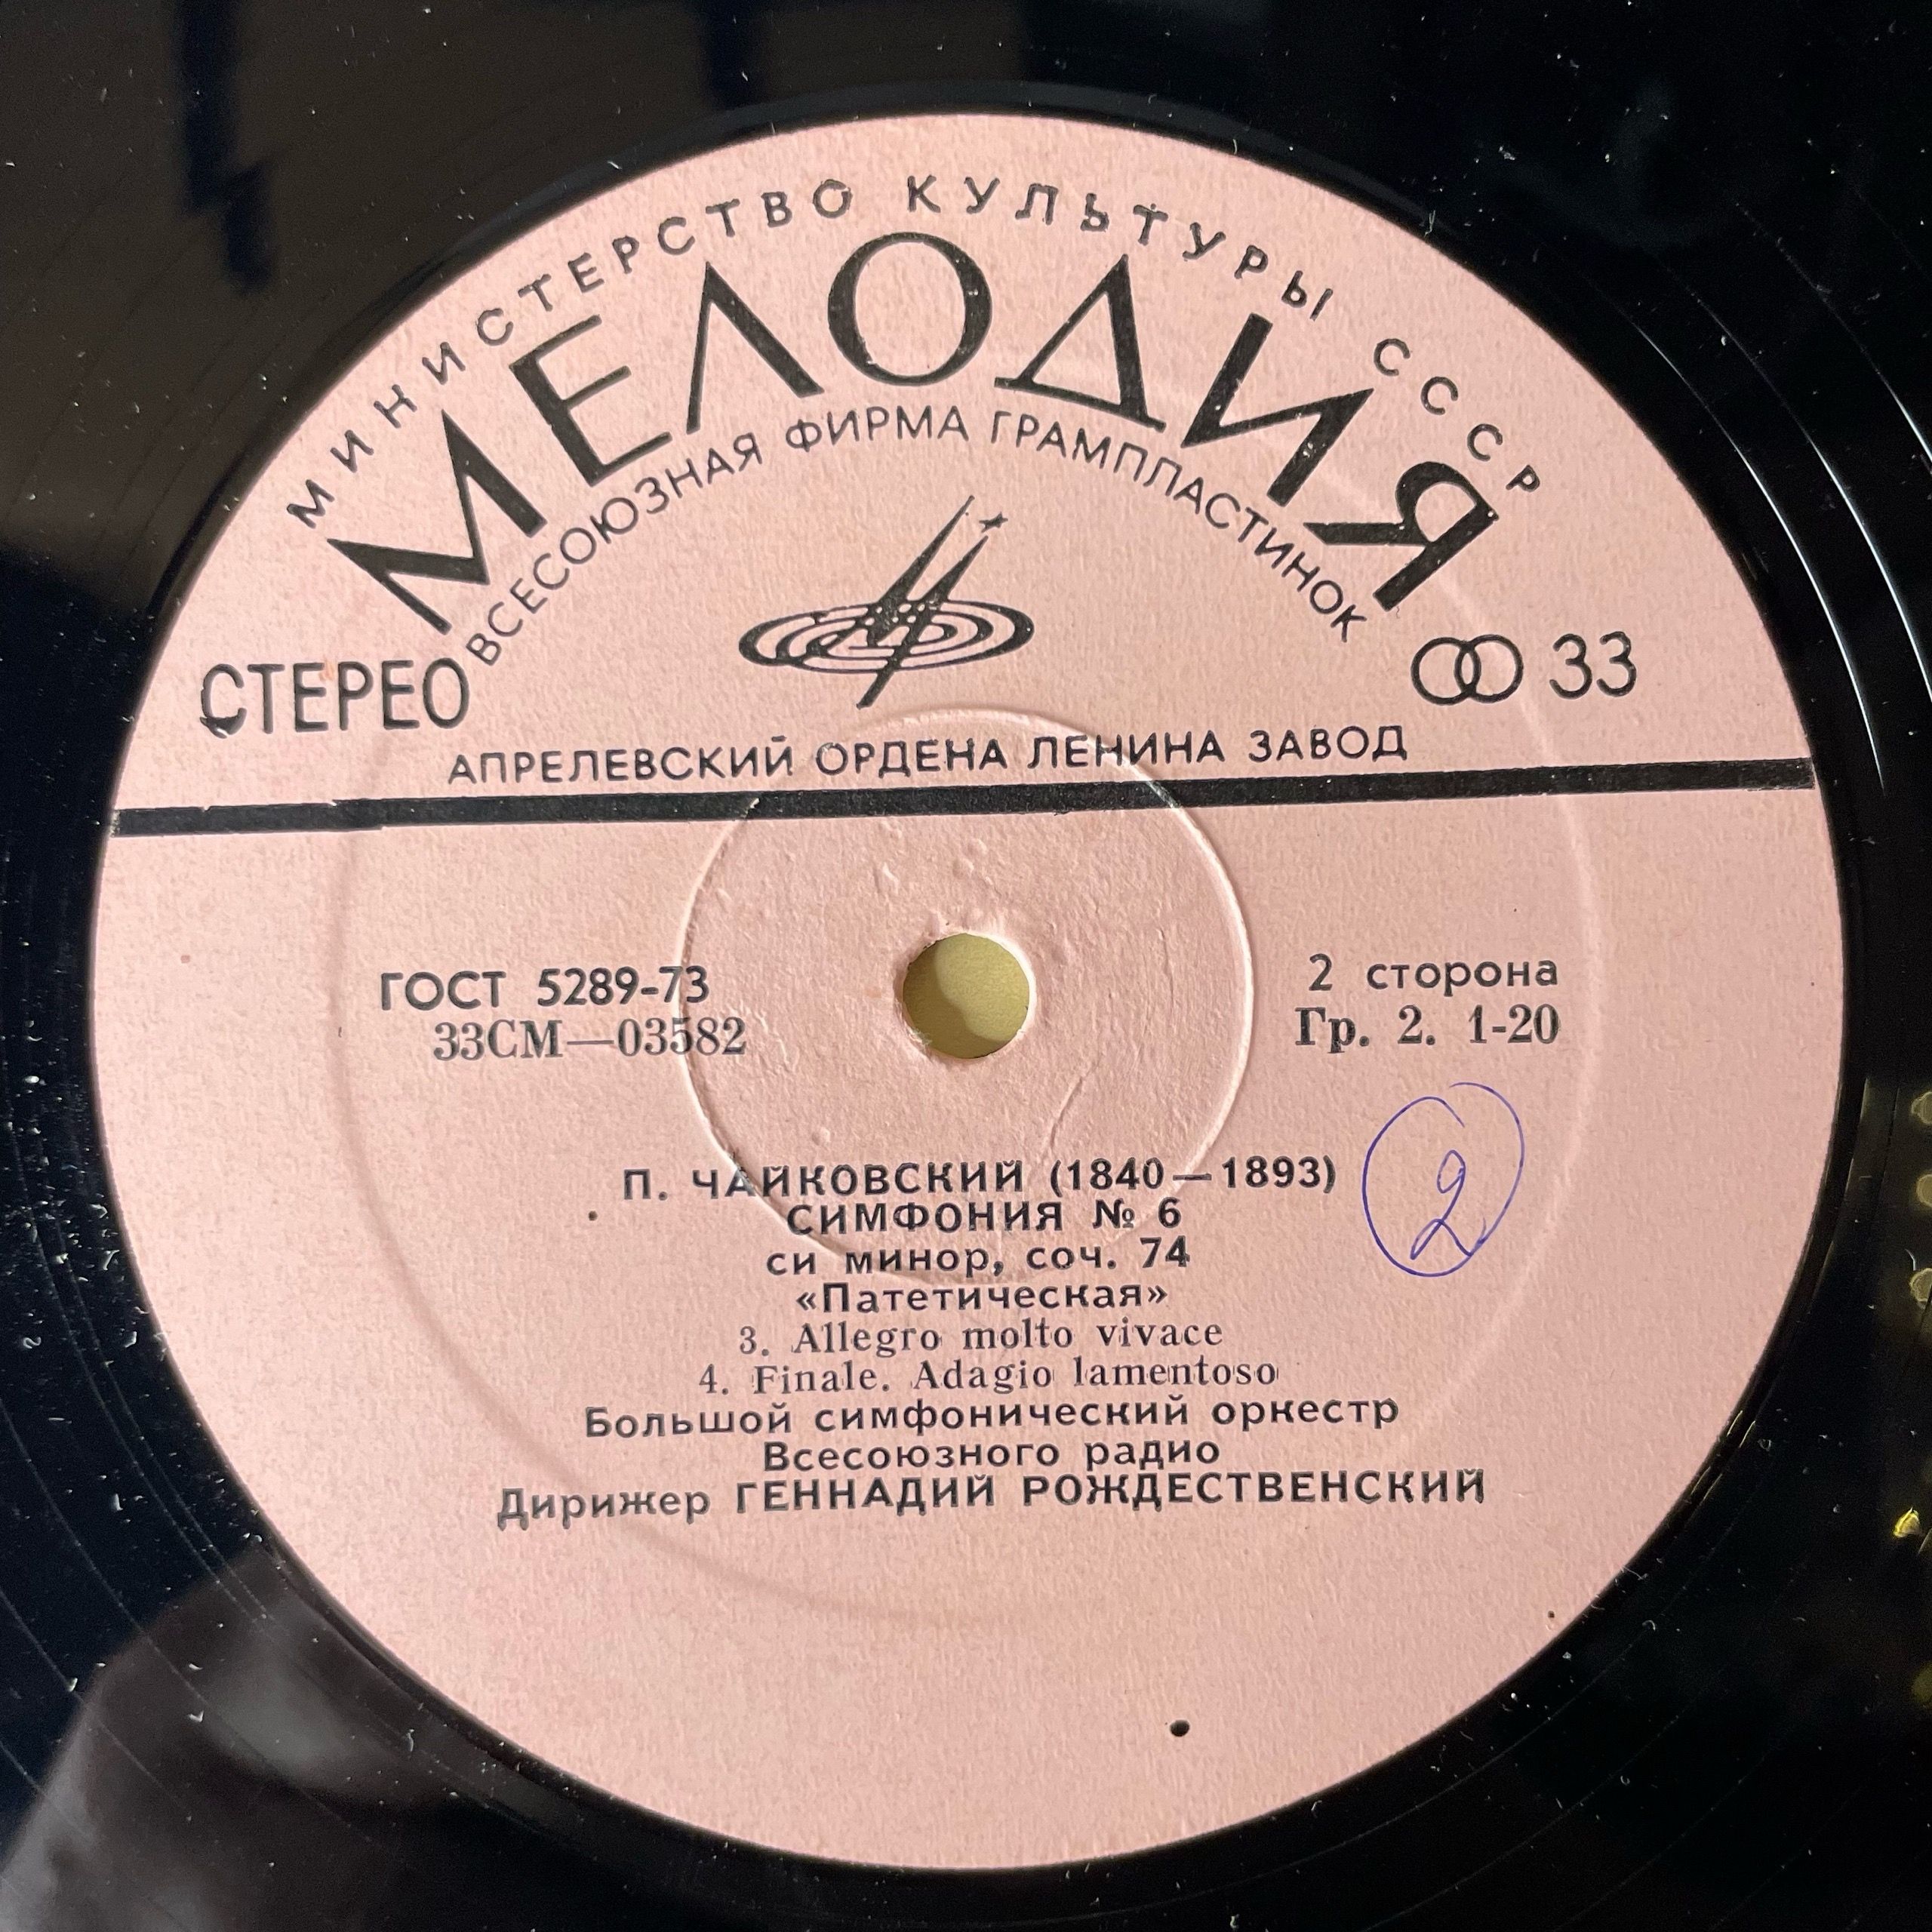 МИНИСТЕРСТВО КУЛЬТУРЫ СССР
МЕЛОДИЯ
ВСЕСОЮЗНАЯ ФИРМА ГРАМПЛАСТИНОК
СТЕРЕО
33
АПРЕЛЕВСКИЙ ОРДЕНА ЛЕНИНА ЗАВОД
ГОСТ 5289-73
33СМ—03582
2 сторона
Гр. 2. 1-20
2
П. ЧАЙКОВСКИЙ (1840—1893)
СИМФОНИЯ № 6
си минор, соч. 74
«Патетическая»
3. Allegro molto vivace
4. Finale. Adagio lamentoso
Большой симфонический оркестр
Всесоюзного радио
Дирижер ГЕННАДИЙ РОЖДЕСТВЕНСКИЙ